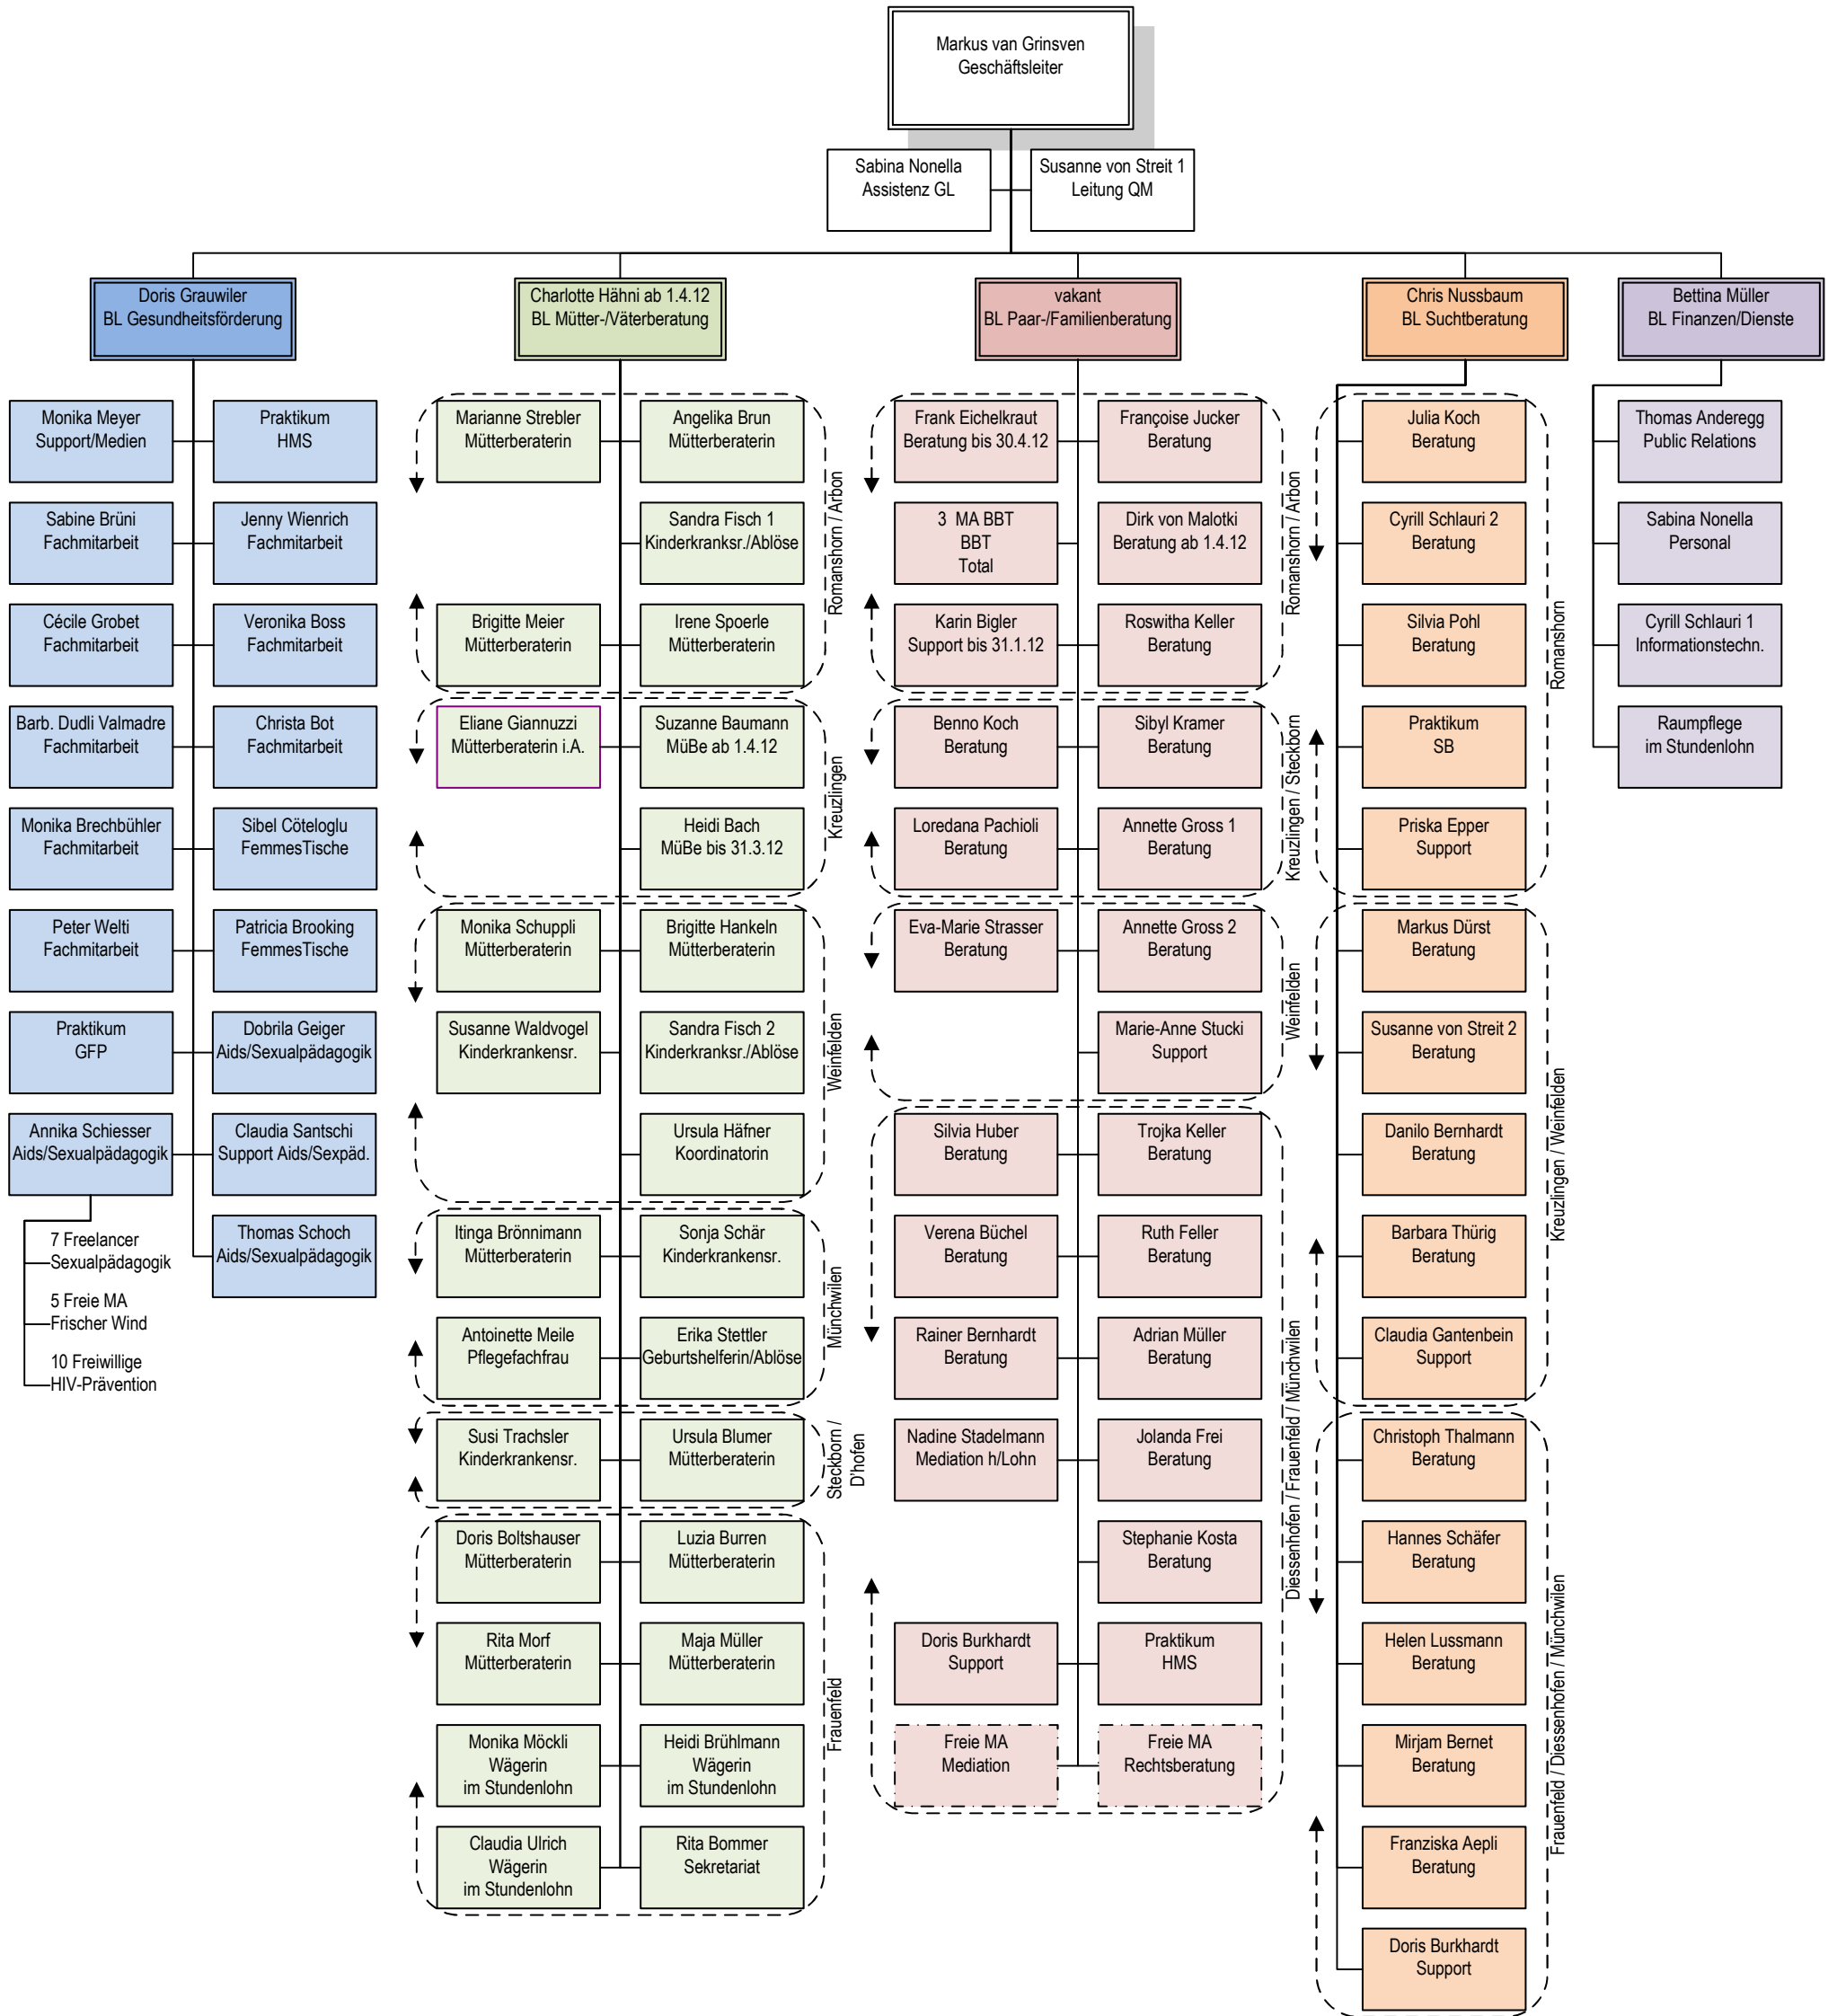 Markus van Grinsven
Geschäftsleiter
Sabina Nonella
Assistenz GL
Susanne von Streit 1
Leitung QM
Doris Grauwiler
BL Gesundheitsförderung
Charlotte Hähni ab 1.4.12
BL Mütter-/Väterberatung
vakant
BL Paar-/Familienberatung
Chris Nussbaum
BL Suchtberatung
Bettina Müller
BL Finanzen/Dienste
Monika Meyer
Support/Medien
Praktikum
HMS
Sabine Brüni
Fachmitarbeit
Jenny Wienrich
Fachmitarbeit
Cécile Grobet
Fachmitarbeit
Veronika Boss
Fachmitarbeit
Barb. Dudli Valmadre
Fachmitarbeit
Christa Bot
Fachmitarbeit
Monika Brechbühler
Fachmitarbeit
Sibel Cöteloglu
FemmesTische
Peter Welti
Fachmitarbeit
Patricia Brooking
FemmesTische
Praktikum
GFP
Dobrila Geiger
Aids/Sexualpädagogik
Annika Schiesser
Aids/Sexualpädagogik
Claudia Santschi
Support Aids/Sexpäd.
Thomas Schoch
Aids/Sexualpädagogik
7 Freelancer
Sexualpädagogik
5 Freie MA
Frischer Wind
10 Freiwillige
HIV-Prävention
Marianne Strebler
Mütterberaterin
Angelika Brun
Mütterberaterin
Sandra Fisch 1
Kinderkranksr./Ablöse
Brigitte Meier
Mütterberaterin
Irene Spoerle
Mütterberaterin
Romanshorn / Arbon
Eliane Giannuzzi
Mütterberaterin i.A.
Suzanne Baumann
MüBe ab 1.4.12
Heidi Bach
MüBe bis 31.3.12
Kreuzlingen
Monika Schuppli
Mütterberaterin
Brigitte Hankeln
Mütterberaterin
Susanne Waldvogel
Kinderkrankensr.
Sandra Fisch 2
Kinderkranksr./Ablöse
Ursula Häfner
Koordinatorin
Weinfelden
Itinga Brönnimann
Mütterberaterin
Sonja Schär
Kinderkrankensr.
Antoinette Meile
Pflegefachfrau
Erika Stettler
Geburtshelferin/Ablöse
Münchwilen
Susi Trachsler
Kinderkrankensr.
Ursula Blumer
Mütterberaterin
Steckborn /
D'hofen
Doris Boltshauser
Mütterberaterin
Luzia Burren
Mütterberaterin
Rita Morf
Mütterberaterin
Maja Müller
Mütterberaterin
Monika Möckli
Wägerin
im Stundenlohn
Heidi Brühlmann
Wägerin
im Stundenlohn
Claudia Ulrich
Wägerin
im Stundenlohn
Rita Bommer
Sekretariat
Frauenfeld
Frank Eichelkraut
Beratung bis 30.4.12
Françoise Jucker
Beratung
3 MA BBT
BBT
Total
Dirk von Malotki
Beratung ab 1.4.12
Karin Bigler
Support bis 31.1.12
Roswitha Keller
Beratung
Romanshorn / Arbon
Benno Koch
Beratung
Sibyl Kramer
Beratung
Loredana Pachioli
Beratung
Annette Gross 1
Beratung
Kreuzlingen / Steckborn
Eva-Marie Strasser
Beratung
Annette Gross 2
Beratung
Marie-Anne Stucki
Support
Weinfelden
Silvia Huber
Beratung
Trojka Keller
Beratung
Verena Büchel
Beratung
Ruth Feller
Beratung
Rainer Bernhardt
Beratung
Adrian Müller
Beratung
Nadine Stadelmann
Mediation h/Lohn
Jolanda Frei
Beratung
Stephanie Kosta
Beratung
Doris Burkhardt
Support
Praktikum
HMS
Freie MA
Mediation
Freie MA
Rechtsberatung
Diessenhofen / Frauenfeld / Münchwilen
Julia Koch
Beratung
Cyrill Schlauri 2
Beratung
Silvia Pohl
Beratung
Praktikum
SB
Priska Epper
Support
Romanshorn
Markus Dürst
Beratung
Susanne von Streit 2
Beratung
Danilo Bernhardt
Beratung
Barbara Thürig
Beratung
Claudia Gantenbein
Support
Kreuzlingen / Weinfelden
Christoph Thalmann
Beratung
Hannes Schäfer
Beratung
Helen Lussmann
Beratung
Mirjam Bernet
Beratung
Franziska Aepli
Beratung
Doris Burkhardt
Support
Frauenfeld / Diessenhofen / Münchwilen
Thomas Anderegg
Public Relations
Sabina Nonella
Personal
Cyrill Schlauri 1
Informationstechn.
Raumpflege
im Stundenlohn